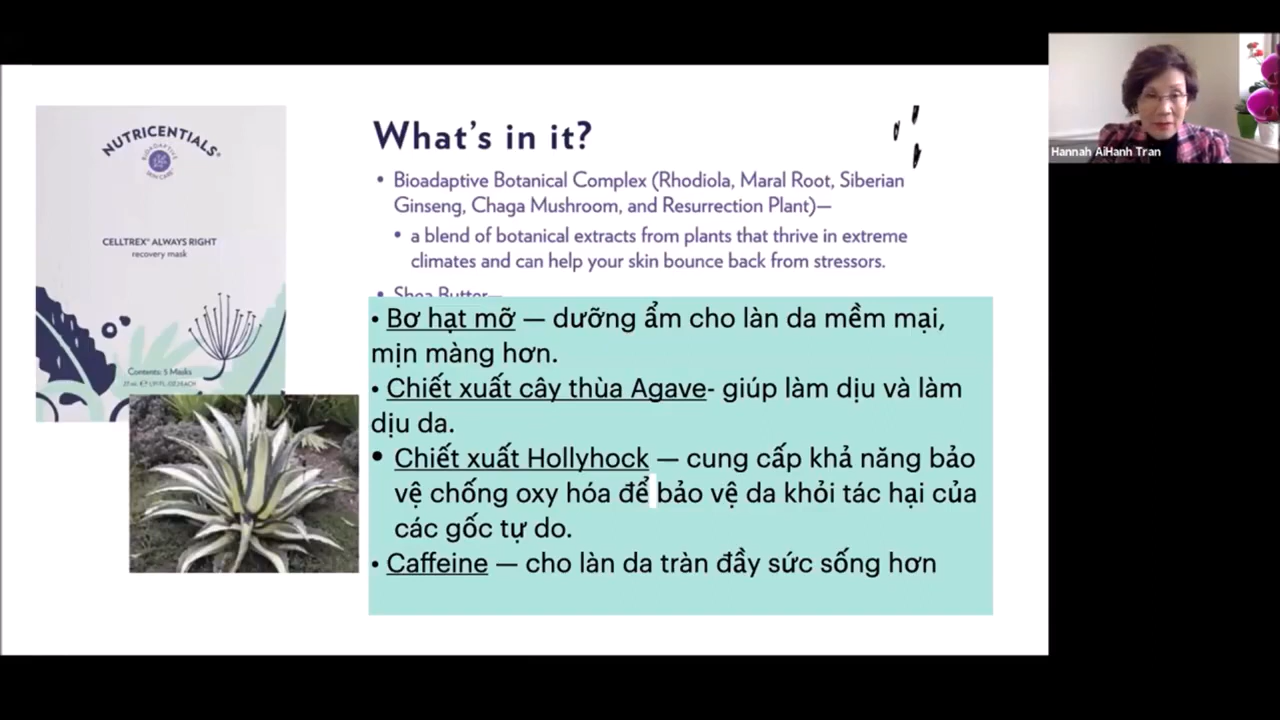 NUTRICENTIALS®
BIOADAPTIVE
SKIN CARE™
CELLTREX® ALWAYS RIGHT
recovery mask
Contents: 5 Masks
What's in it?
• Bioadaptive Botanical Complex (Rhodiola, Maral Root, Siberian
Ginseng, Chaga Mushroom, and Resurrection Plant)—
• a blend of botanical extracts from plants that thrive in extreme
climates and can help your skin bounce back from stressors.
• Shea Butter—
• Bơ hạt mỡ — dưỡng ẩm cho làn da mềm mại,
mịn màng hơn.
• Chiết xuất cây thùa Agave- giúp làm dịu và làm
dịu da.
• Chiết xuất Hollyhock — cung cấp khả năng bảo
vệ chống oxy hóa để bảo vệ da khỏi tác hại của
các gốc tự do.
• Caffeine — cho làn da tràn đầy sức sống hơn
Hannah AiHanh Tran